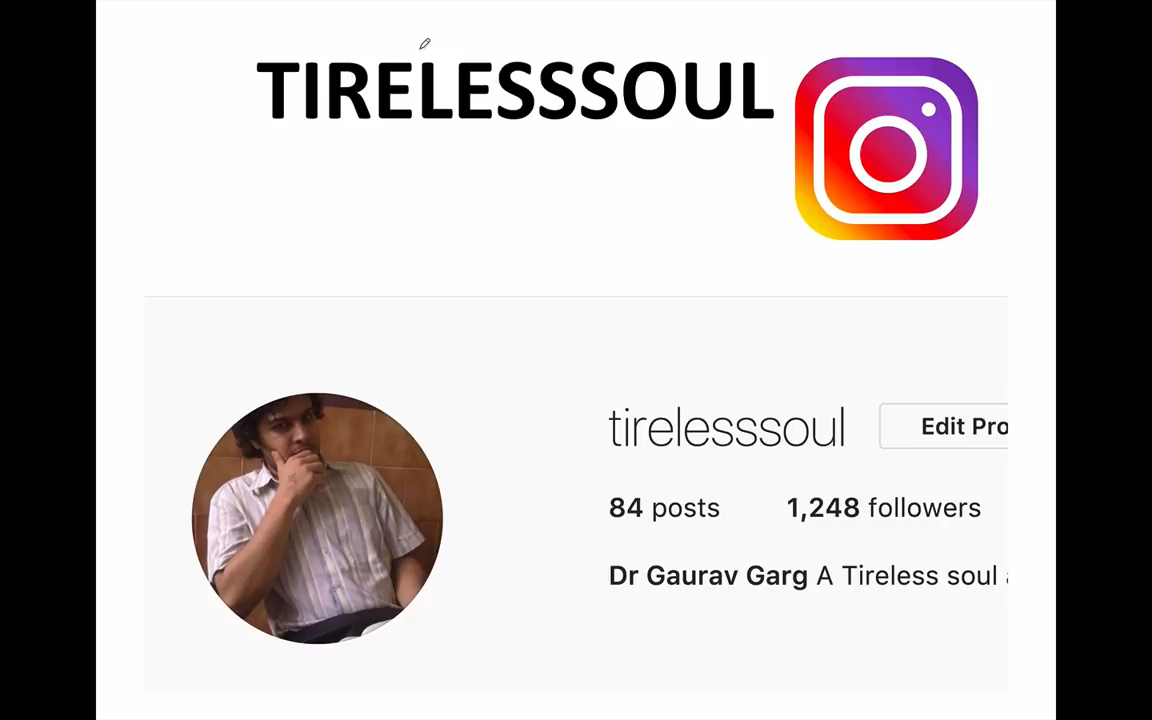 TIRELESSSOUL
tirelesssoul Edit Pro
84 posts 1,248 followers
Dr Gaurav Garg A Tireless soul